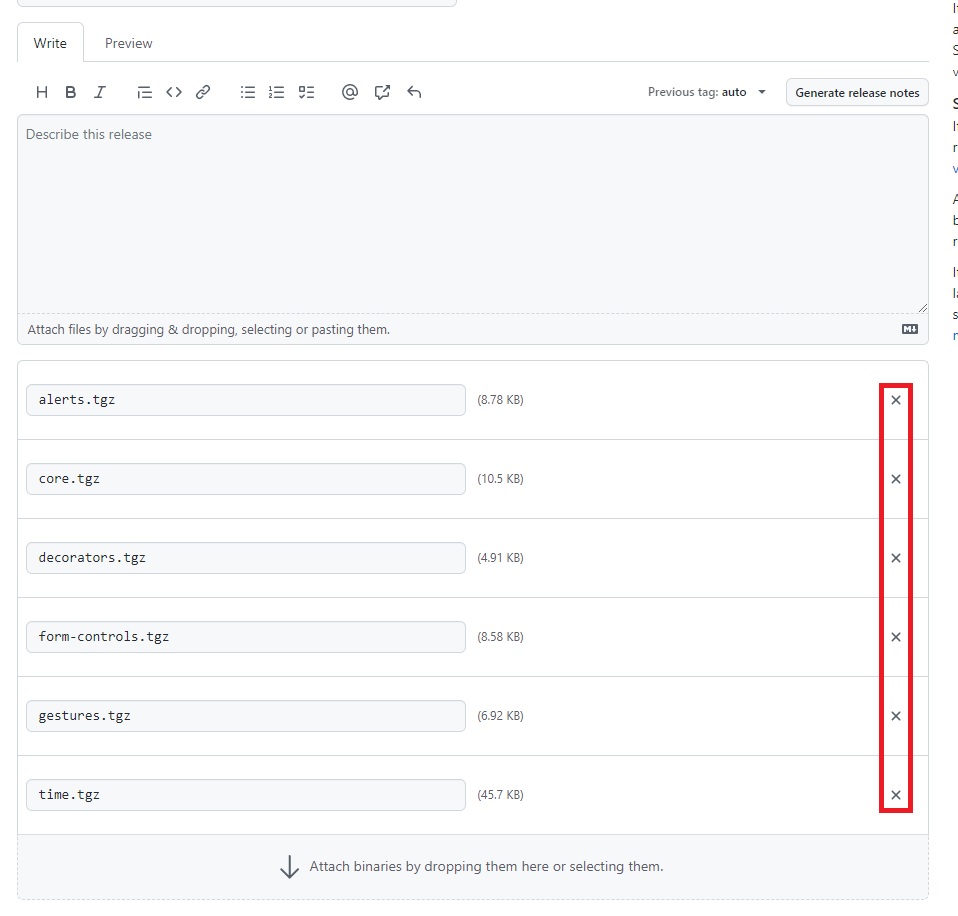 Write Preview
H B I Previous tag: auto Generate release notes
Describe this release
Attach files by dragging & dropping, selecting or pasting them.
alerts.tgz (8.78 KB)
core.tgz (10.5 KB)
decorators.tgz (4.91 KB)
form-controls.tgz (8.58 KB)
gestures.tgz (6.92 KB)
time.tgz (45.7 KB)
Attach binaries by dropping them here or selecting them.